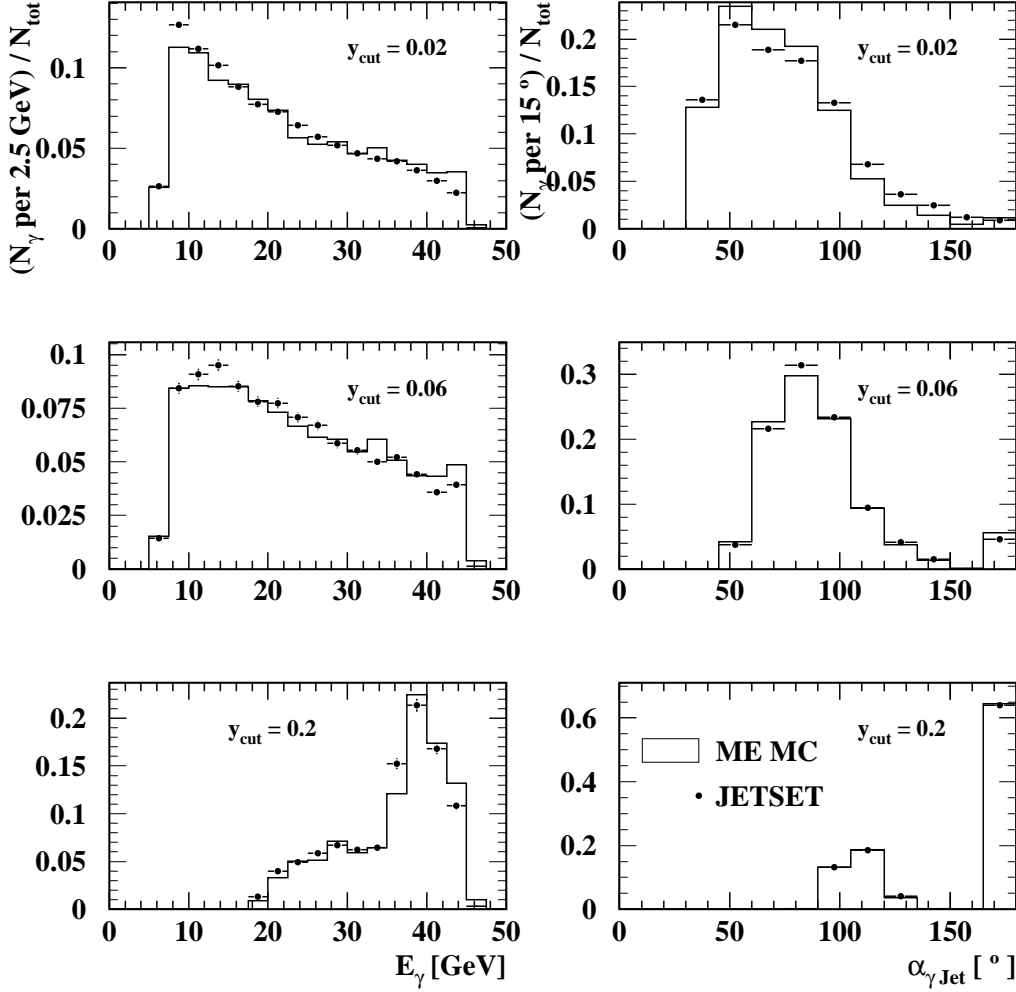 (N_γ per 2.5 GeV) / N_tot
0.1
0.05
0
y_cut = 0.02
0 10 20 30 40 50
(N_γ per 15 °) / N_tot
0.2
0.15
0.1
0.05
0
y_cut = 0.02
0 50 100 150
0.1
0.075
0.05
0.025
0
y_cut = 0.06
0 10 20 30 40 50
0.3
0.2
0.1
0
y_cut = 0.06
0 50 100 150
0.2
0.15
0.1
0.05
0
y_cut = 0.2
0 10 20 30 40 50
E_γ [GeV]
0.6
0.4
0.2
0
y_cut = 0.2
ME MC
JETSET
0 50 100 150
α_γ Jet [ ° ]